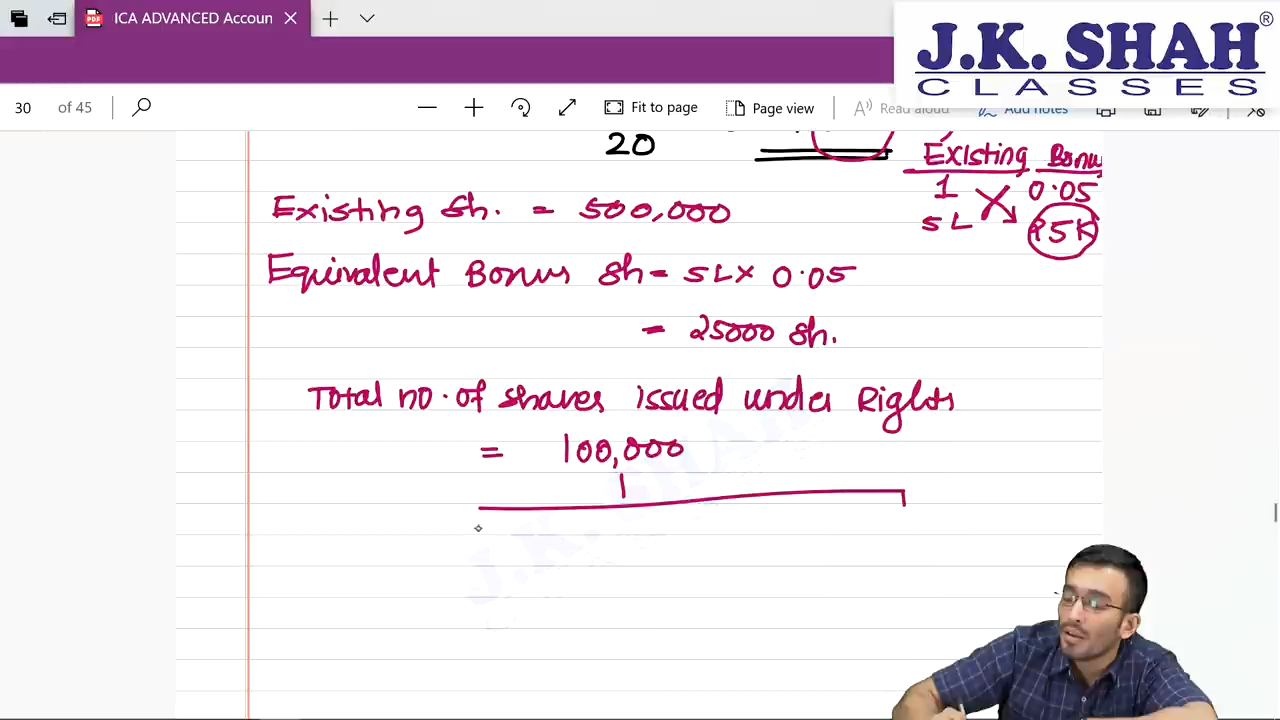 ICA ADVANCED Accoun
J.K. SHAH®
CLASSES
30 of 45
Fit to page
Page view
Read aloud
Add notes
20
Existing Bonus
1 0.05
5L 25K
Existing Sh. = 500,000
Equivalent Bonus Sh = 5L x 0.05
= 25000 Sh.
Total no. of shares issued under Rights
= 100,000
J.K. SHAH